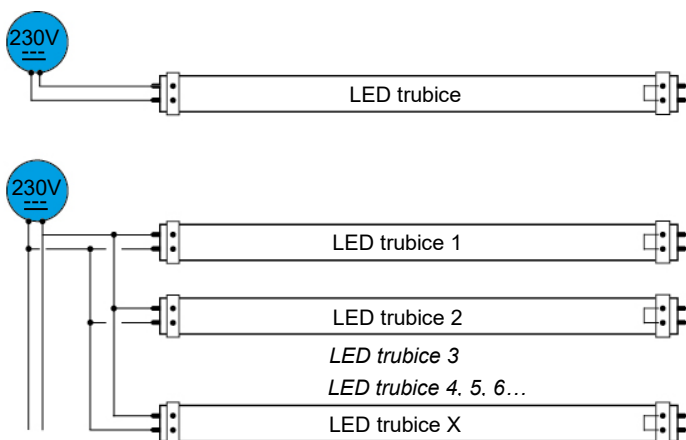 230V
LED trubice
230V
LED trubice 1
LED trubice 2
LED trubice 3
LED trubice 4, 5, 6…
LED trubice X